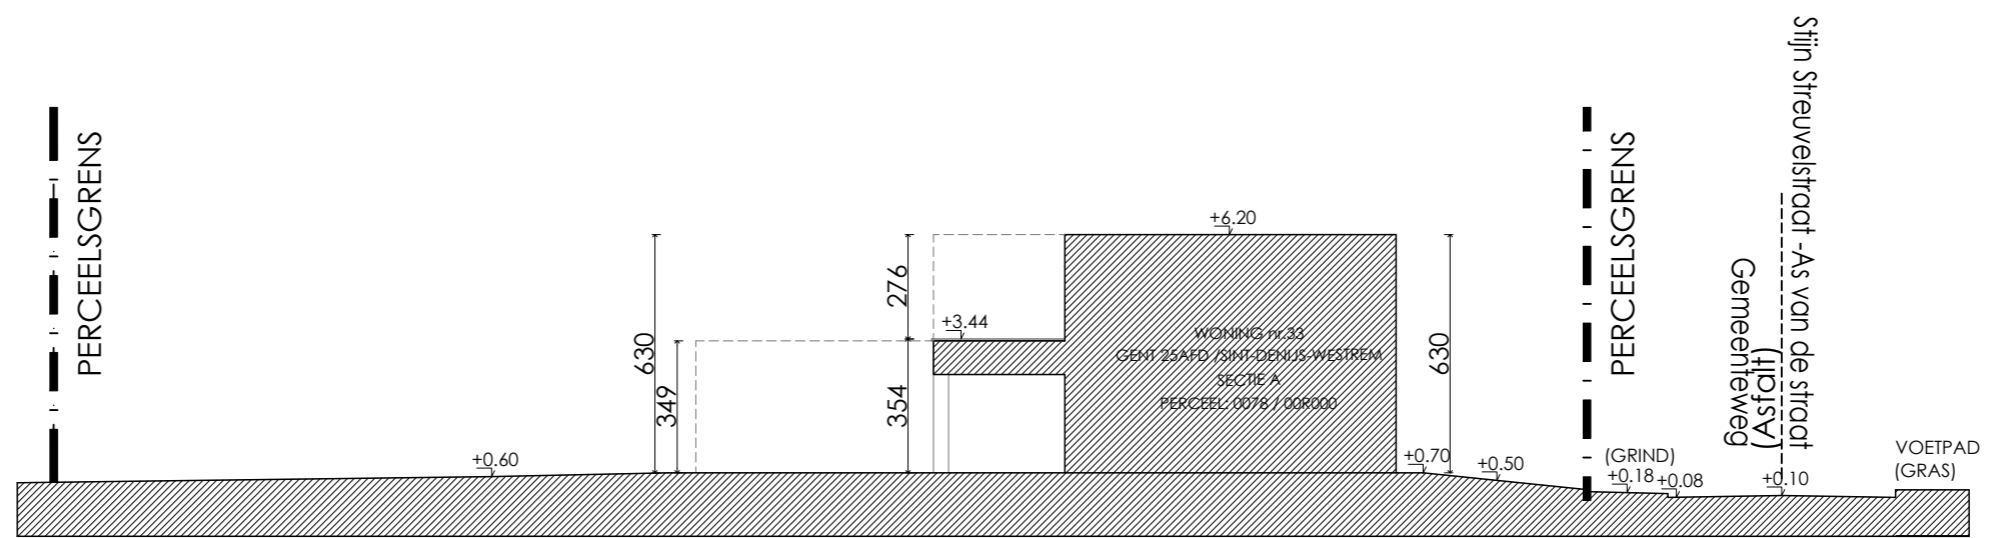 PERCEELSGRENS
+0.60
630
349
276
354
+3.44
+6.20
WONING nr.33
GENT 25AFD /SINT-DENIJS-WESTREM
SECTIE A
PERCEEL: 0078 / 00R000
630
+0.70
+0.50
PERCEELSGRENS
(GRIND)
+0.18
+0.08
Gemeenteweg
(Asfalt)
Stijn Streuvelstraat -As van de straat
+0.10
VOETPAD
(GRAS)